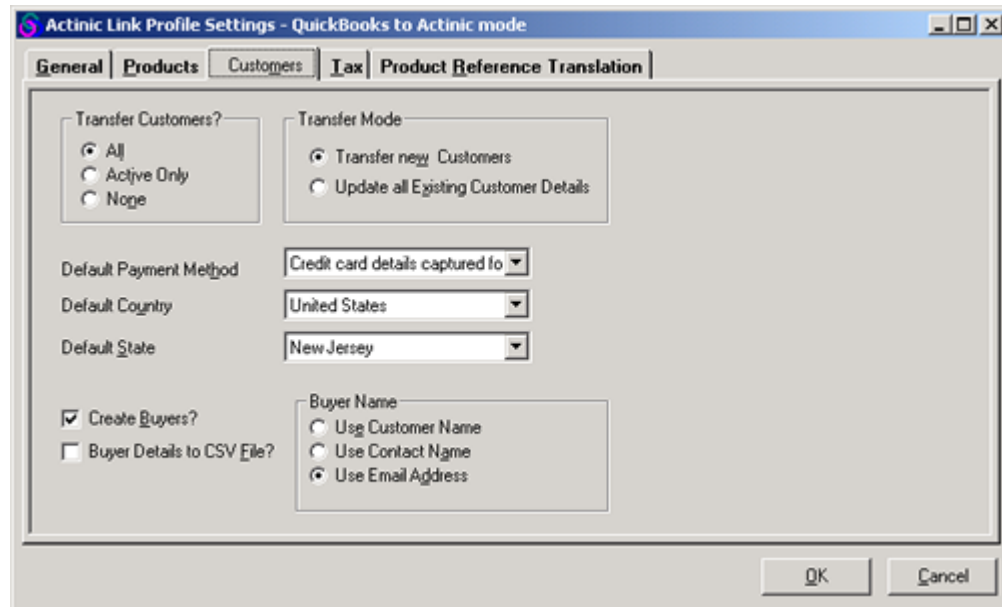 Actinic Link Profile Settings - QuickBooks to Actinic mode
General Products Customers Tax Product Reference Translation
Transfer Customers?
All
Active Only
None
Transfer Mode
Transfer new Customers
Update all Existing Customer Details
Default Payment Method Credit card details captured fo
Default Country United States
Default State New Jersey
Create Buyers?
Buyer Details to CSV File?
Buyer Name
Use Customer Name
Use Contact Name
Use Email Address
OK Cancel